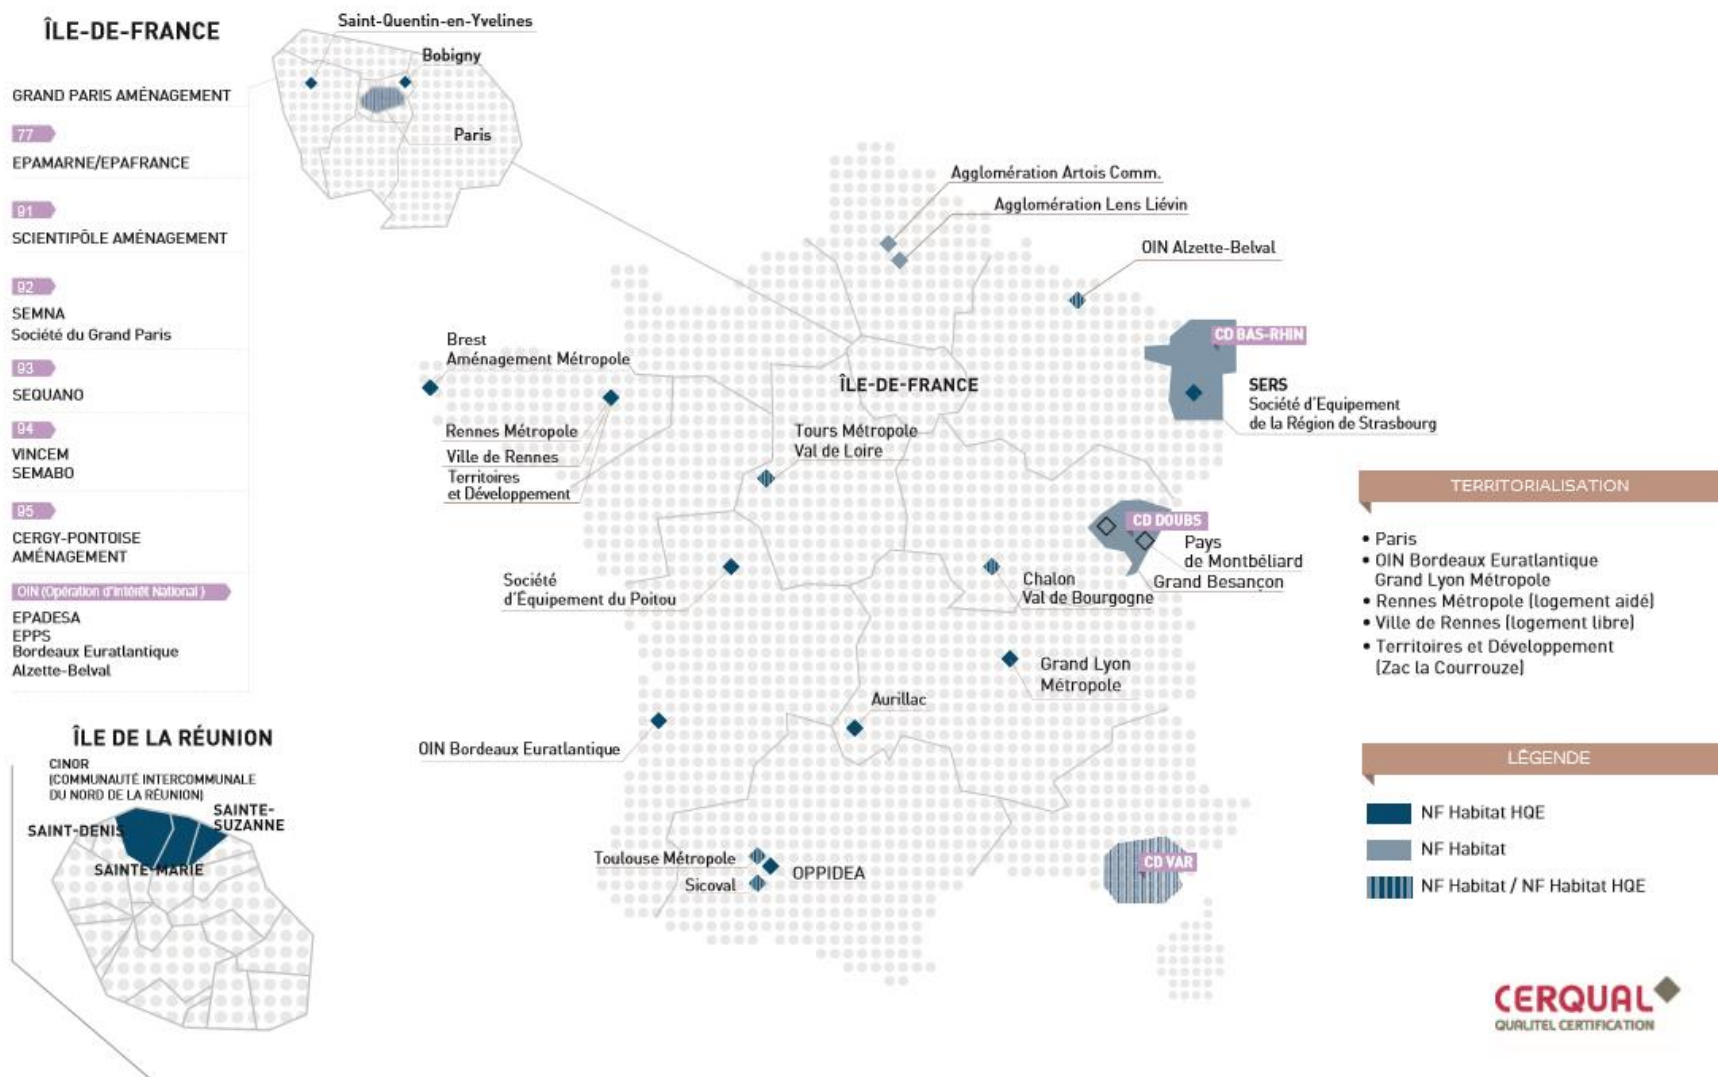 ÎLE-DE-FRANCE
GRAND PARIS AMÉNAGEMENT
77
EPAMARNE/EPAFRANCE
91
SCIENTIPÔLE AMÉNAGEMENT
92
SEMNA
Société du Grand Paris
93
SEQUANO
94
VINCEM
SEMABO
95
CERGY-PONTOISE
AMÉNAGEMENT
OIN (Opération d'intérêt National )
EPADESA
EPPS
Bordeaux Euratlantique
Alzette-Belval
Saint-Quentin-en-Yvelines
Bobigny
Paris
Agglomération Artois Comm.
Agglomération Lens Liévin
OIN Alzette-Belval
CD BAS-RHIN
SERS
Société d'Equipement
de la Région de Strasbourg
Brest
Aménagement Métropole
ÎLE-DE-FRANCE
Rennes Métropole
Ville de Rennes
Territoires
et Développement
Tours Métropole
Val de Loire
CD DOUBS
Pays
de Montbéliard
Grand Besançon
Société
d'Équipement du Poitou
Chalon
Val de Bourgogne
Grand Lyon
Métropole
Aurillac
OIN Bordeaux Euratlantique
Toulouse Métropole
OPPIDEA
Sicoval
CD VAR
ÎLE DE LA RÉUNION
CINOR
(COMMUNAUTÉ INTERCOMMUNALE
DU NORD DE LA RÉUNION)
SAINT-DENIS
SAINTE-
SUZANNE
SAINTE-MARIE
TERRITORIALISATION
• Paris
• OIN Bordeaux Euratlantique
Grand Lyon Métropole
• Rennes Métropole (logement aidé)
• Ville de Rennes (logement libre)
• Territoires et Développement
(Zac la Courrouze)
LÉGENDE
NF Habitat HQE
NF Habitat
NF Habitat / NF Habitat HQE
CERQUAL
QUALITEL CERTIFICATION